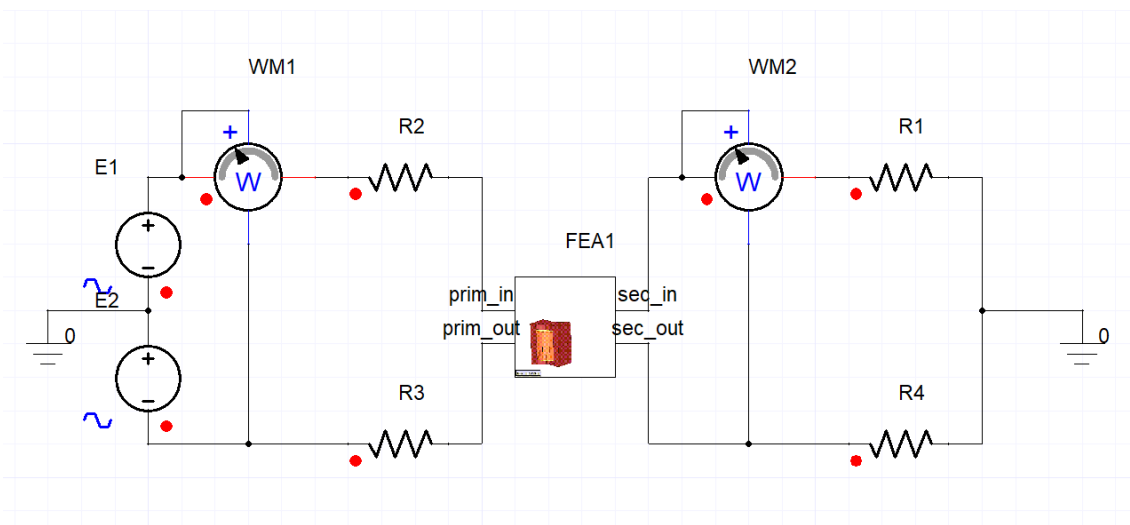 WM1
WM2
R2
R1
E1
+
W
+
W
+
−
FEA1
prim_in
sec_in
E2
prim_out
sec_out
0
0
+
−
R3
R4